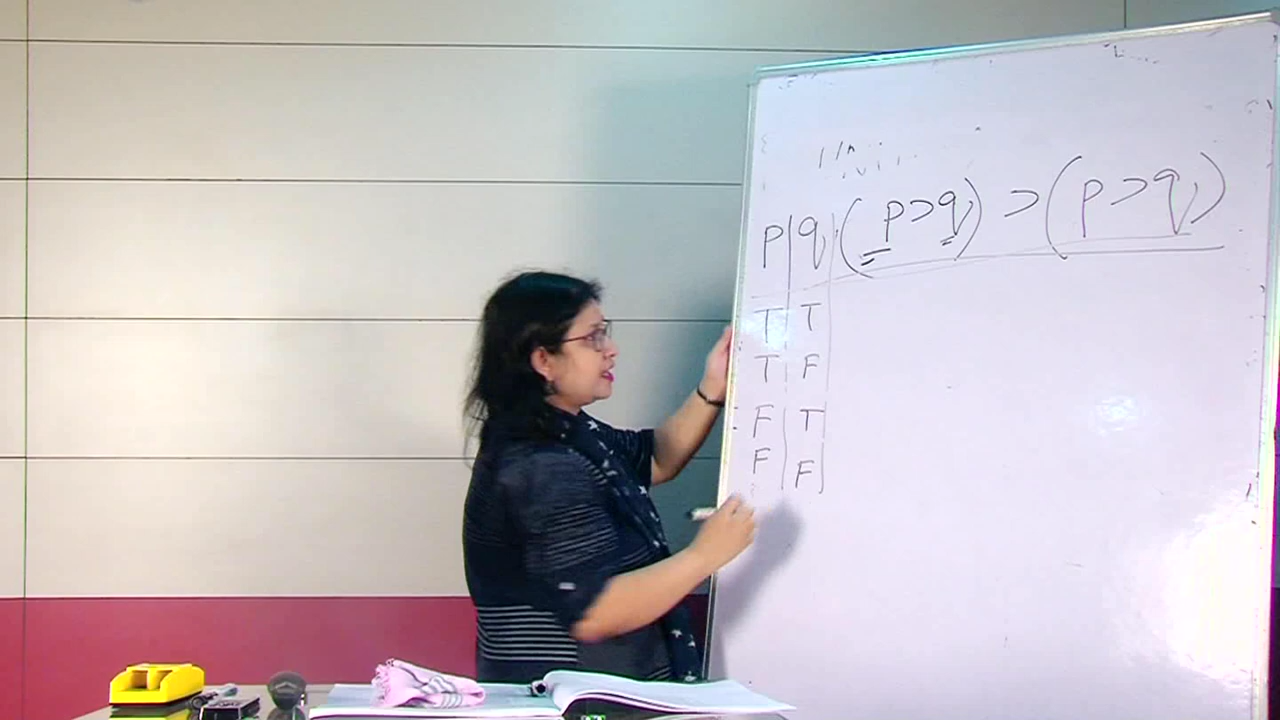 p | q | (p ⊃ q) ⊃ (p ⊃ q)
T | T
T | F
F | T
F | F